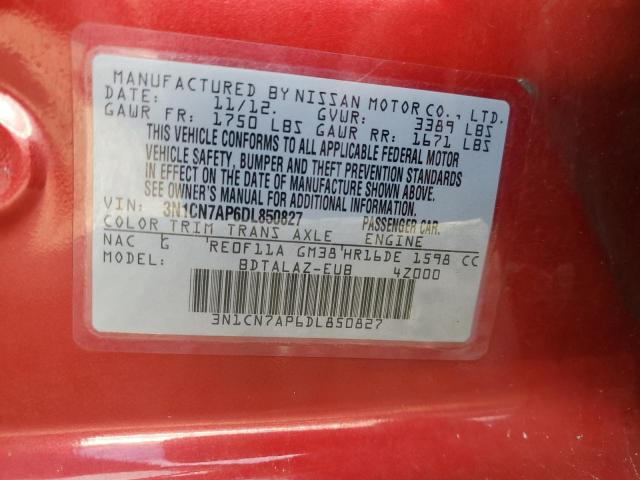 MANUFACTURED BY NISSAN MOTOR CO., LTD.
DATE: 11/12. GVUR: 3389 LBS
GAWR FR: 1750 LBS GAWR RR: 1671 LBS
THIS VEHICLE CONFORMS TO ALL APPLICABLE FEDERAL MOTOR
VEHICLE SAFETY, BUMPER AND THEFT PREVENTION STANDARDS
IN EFFECT ON THE DATE OF MANUFACTURE SHOWN ABOVE.
SEE OWNER'S MANUAL FOR ADDITIONAL INFORMATION.
VIN: 3N1CN7AP6DL850827 PASSENGER CAR.
COLOR TRIM TRANS AXLE ENGINE
NAC G RE0F11A GM38 HR16DE 1598 CC
MODEL: BDTALAZ-EUB 4Z000
3N1CN7AP6DL850827